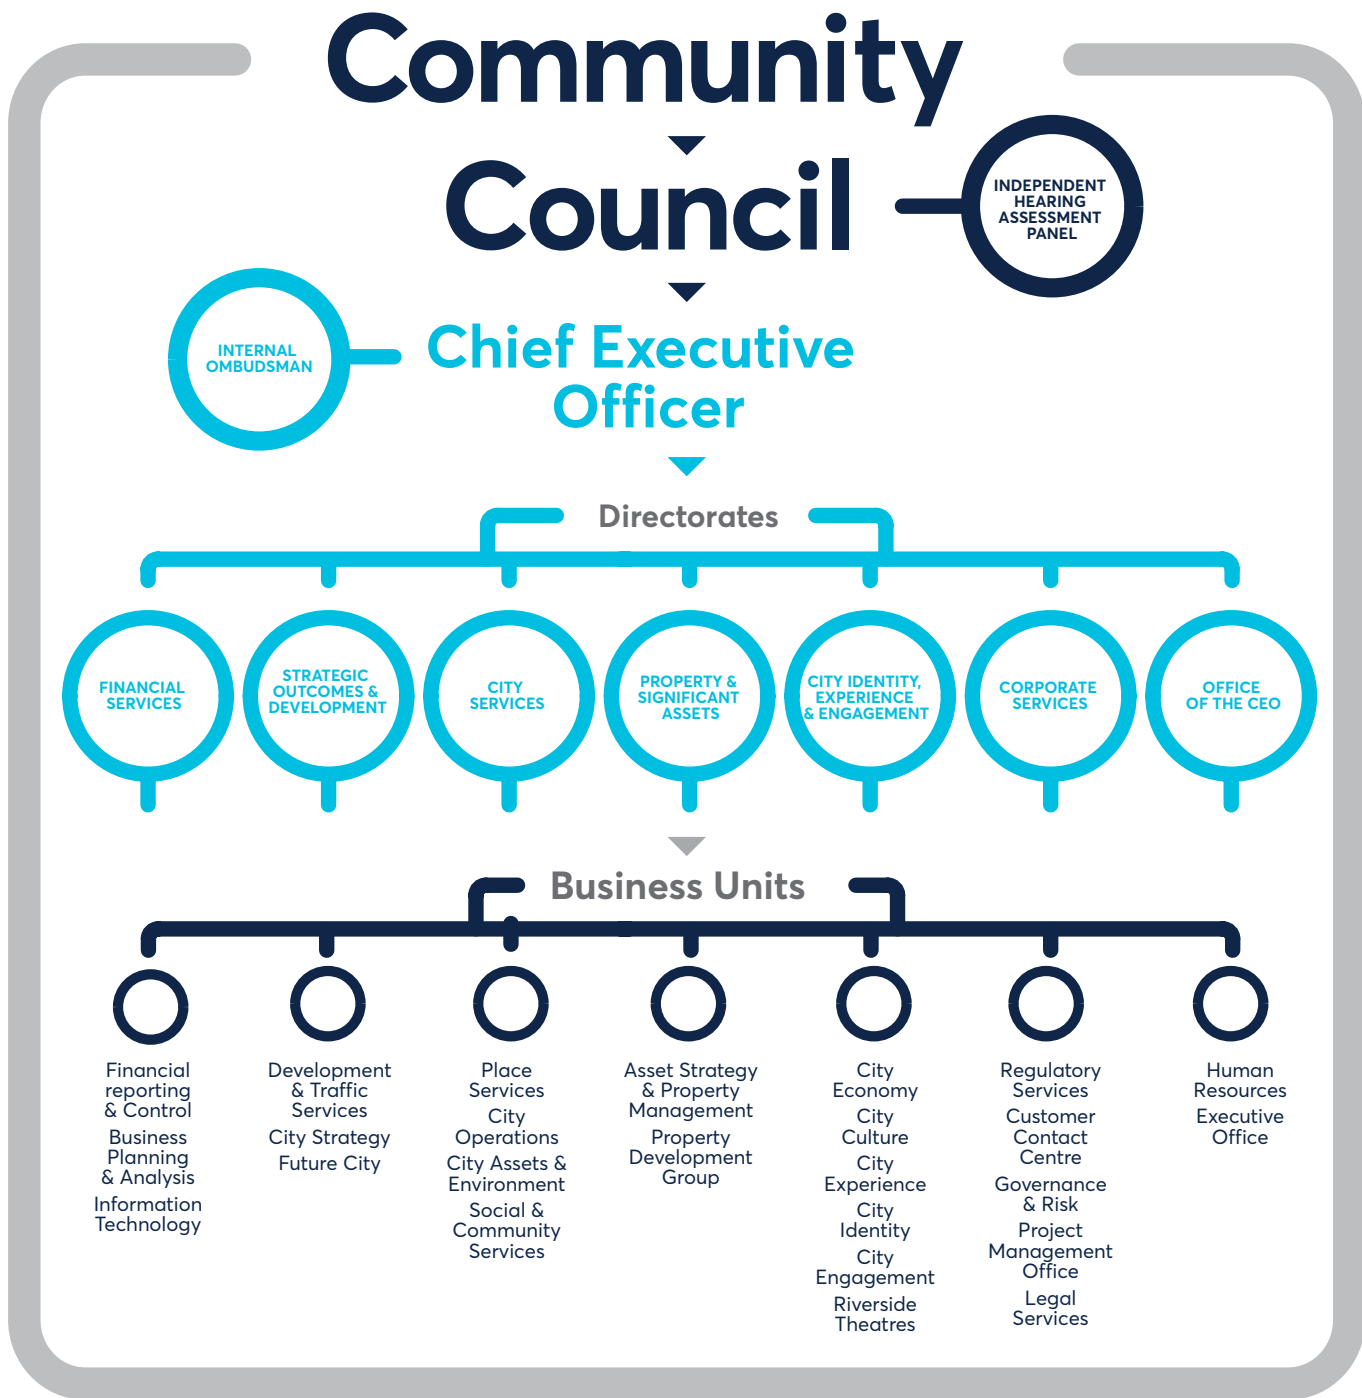 Community
Council
INDEPENDENT
HEARING
ASSESSMENT
PANEL
INTERNAL
OMBUDSMAN
Chief Executive
Officer
Directorates
FINANCIAL
SERVICES
STRATEGIC
OUTCOMES &
DEVELOPMENT
CITY
SERVICES
PROPERTY &
SIGNIFICANT
ASSETS
CITY IDENTITY,
EXPERIENCE
& ENGAGEMENT
CORPORATE
SERVICES
OFFICE
OF THE CEO
Business Units
Financial
reporting
& Control
Business
Planning
& Analysis
Information
Technology
Development
& Traffic
Services
City Strategy
Future City
Place
Services
City
Operations
City Assets &
Environment
Social &
Community
Services
Asset Strategy
& Property
Management
Property
Development
Group
City
Economy
City
Culture
City
Experience
City
Identity
City
Engagement
Riverside
Theatres
Regulatory
Services
Customer
Contact
Centre
Governance
& Risk
Project
Management
Office
Legal
Services
Human
Resources
Executive
Office